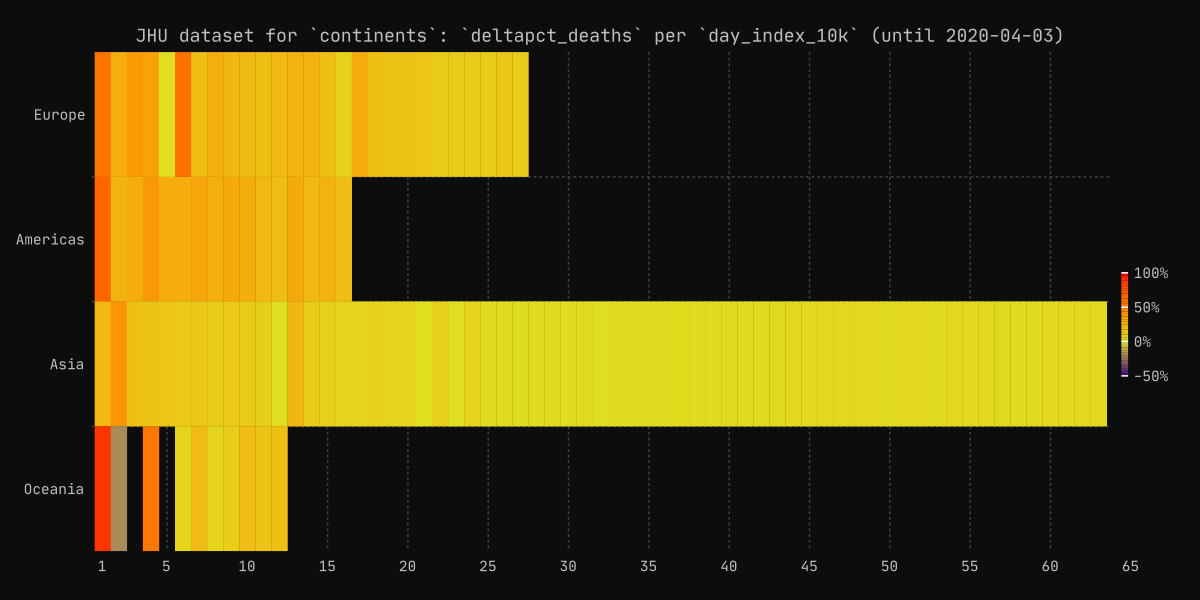 JHU dataset for `continents`: `deltapct_deaths` per `day_index_10k` (until 2020-04-03)
Europe
Americas
Asia
Oceania
100%
50%
0%
-50%
1 5 10 15 20 25 30 35 40 45 50 55 60 65